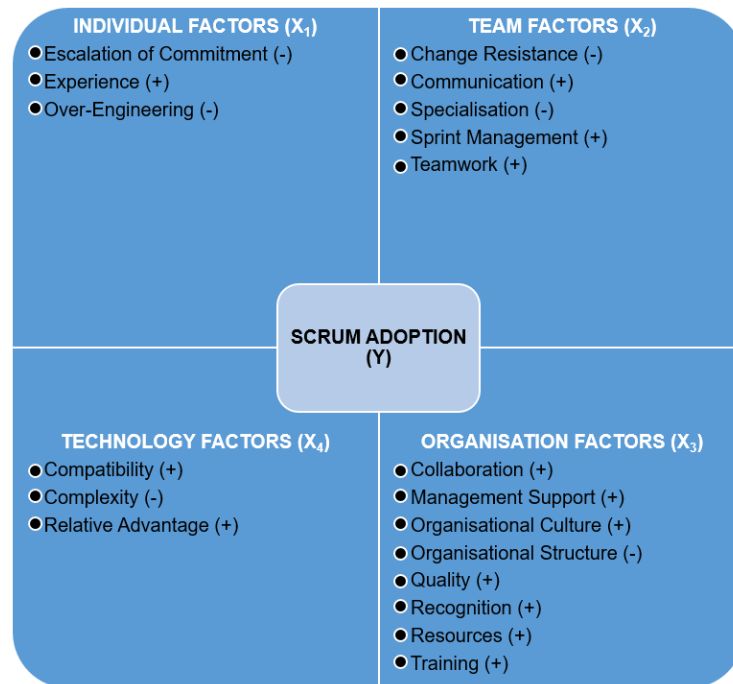 INDIVIDUAL FACTORS (X₁)
● Escalation of Commitment (-)
● Experience (+)
● Over-Engineering (-)
TEAM FACTORS (X₂)
● Change Resistance (-)
● Communication (+)
● Specialisation (-)
● Sprint Management (+)
● Teamwork (+)
SCRUM ADOPTION
(Y)
TECHNOLOGY FACTORS (X₄)
● Compatibility (+)
● Complexity (-)
● Relative Advantage (+)
ORGANISATION FACTORS (X₃)
● Collaboration (+)
● Management Support (+)
● Organisational Culture (+)
● Organisational Structure (-)
● Quality (+)
● Recognition (+)
● Resources (+)
● Training (+)